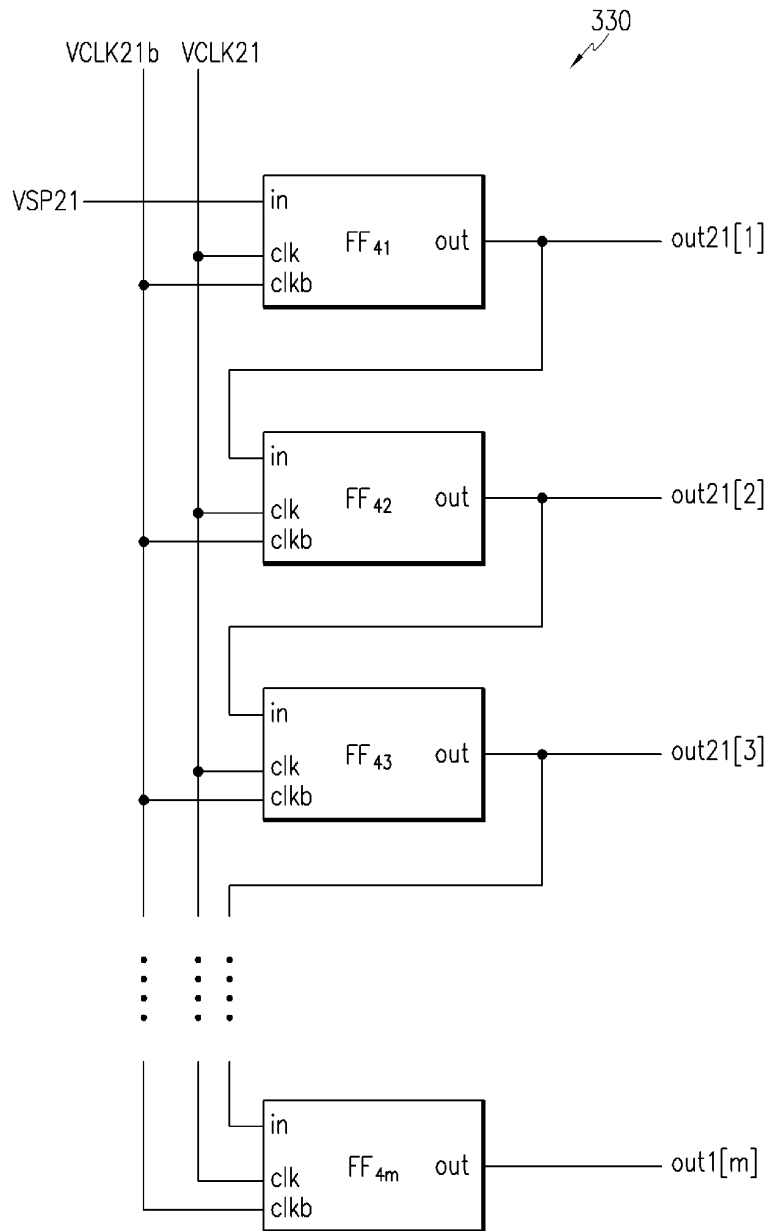 330
VCLK21b VCLK21
VSP21
in
clk
clkb
FF41
out
out21[1]
in
clk
clkb
FF42
out
out21[2]
in
clk
clkb
FF43
out
out21[3]
in
clk
clkb
FF4m
out
out1[m]